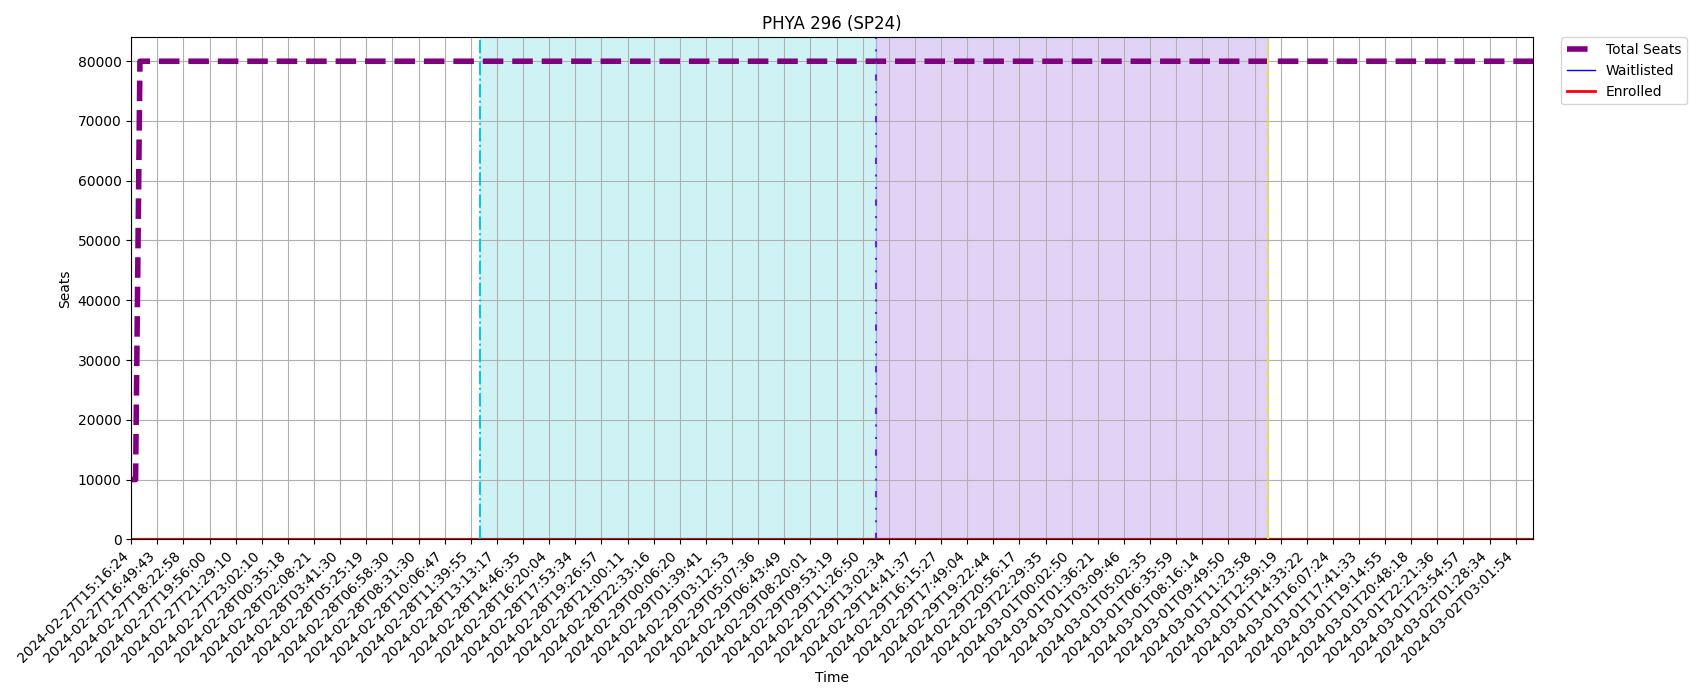 PHYA 296 (SP24)
Total Seats
Waitlisted
Enrolled
Seats
80000
70000
60000
50000
40000
30000
20000
10000
0
2024-02-27T15:16:24
2024-02-27T16:49:43
2024-02-27T18:22:58
2024-02-27T19:56:00
2024-02-27T21:29:10
2024-02-27T23:02:10
2024-02-28T00:35:18
2024-02-28T02:08:21
2024-02-28T03:41:30
2024-02-28T05:25:19
2024-02-28T06:58:30
2024-02-28T08:31:30
2024-02-28T10:06:47
2024-02-28T11:39:55
2024-02-28T13:13:17
2024-02-28T14:46:35
2024-02-28T16:20:04
2024-02-28T17:53:34
2024-02-28T19:26:57
2024-02-28T21:00:11
2024-02-28T22:33:16
2024-02-29T00:06:20
2024-02-29T01:39:41
2024-02-29T03:12:53
2024-02-29T05:07:36
2024-02-29T06:43:49
2024-02-29T08:20:01
2024-02-29T09:53:19
2024-02-29T11:26:50
2024-02-29T13:02:34
2024-02-29T14:41:37
2024-02-29T16:15:27
2024-02-29T17:49:04
2024-02-29T19:22:44
2024-02-29T20:56:17
2024-02-29T22:29:35
2024-03-01T00:02:50
2024-03-01T01:36:21
2024-03-01T03:09:46
2024-03-01T05:02:35
2024-03-01T06:35:59
2024-03-01T08:16:14
2024-03-01T09:49:50
2024-03-01T11:23:58
2024-03-01T12:59:19
2024-03-01T14:33:22
2024-03-01T16:07:24
2024-03-01T17:41:33
2024-03-01T19:14:55
2024-03-01T20:48:18
2024-03-01T22:21:36
2024-03-01T23:54:57
2024-03-02T01:28:34
2024-03-02T03:01:54
Time